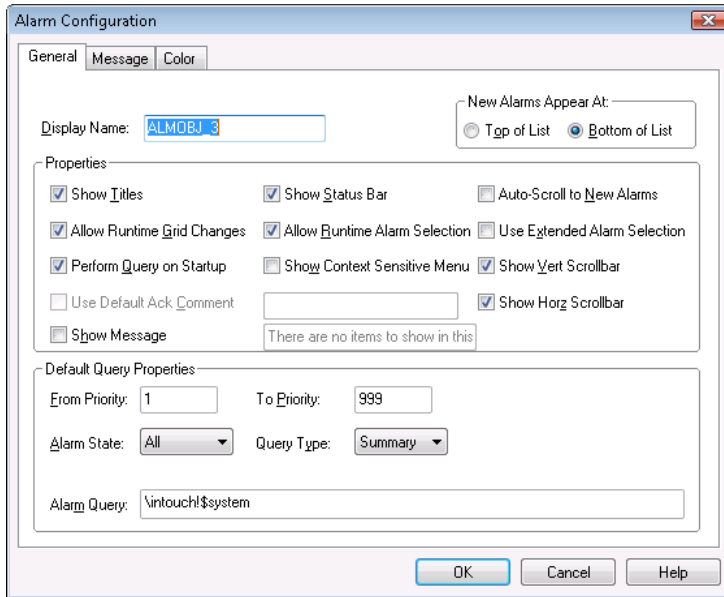 Alarm Configuration
General Message Color
New Alarms Appear At:
Display Name: ALMOBJ_3
Top of List Bottom of List
Properties
Show Titles Show Status Bar Auto-Scroll to New Alarms
Allow Runtime Grid Changes Allow Runtime Alarm Selection Use Extended Alarm Selection
Perform Query on Startup Show Context Sensitive Menu Show Vert Scrollbar
Use Default Ack Comment Show Horz Scrollbar
Show Message There are no items to show in this
Default Query Properties
From Priority: 1 To Priority: 999
Alarm State: All Query Type: Summary
Alarm Query: \intouch!$system
OK Cancel Help